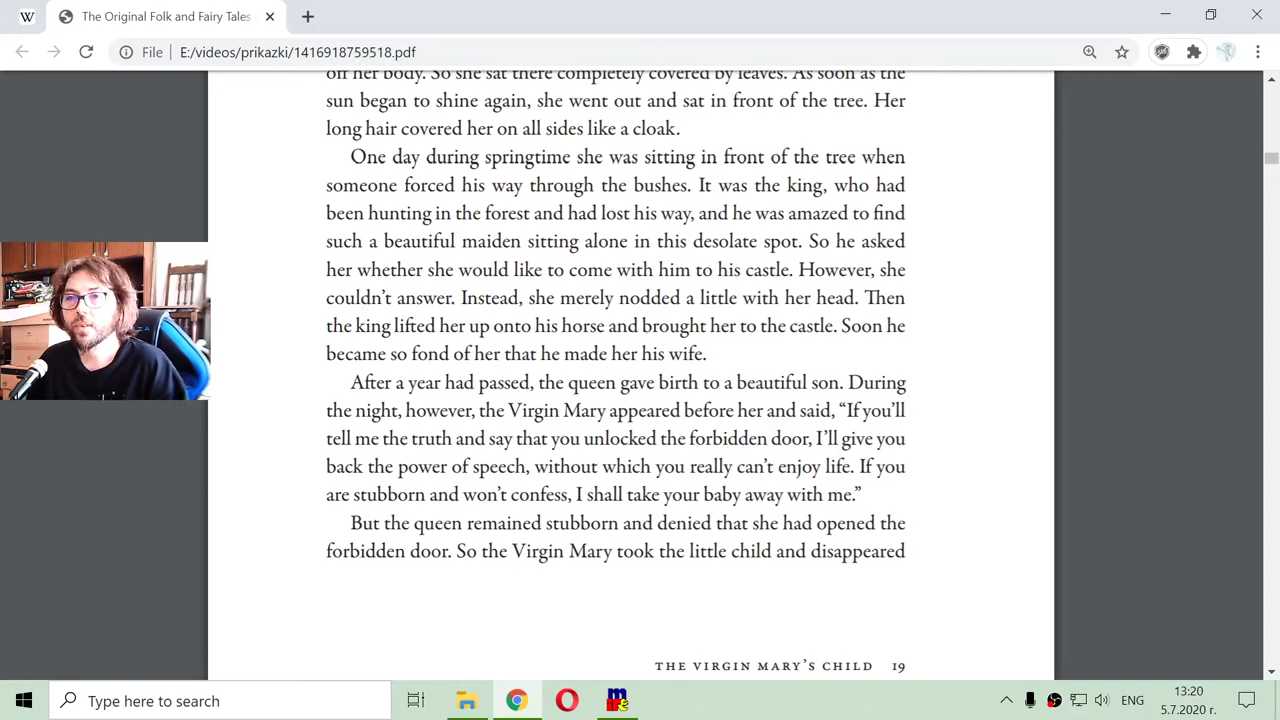 The Original Folk and Fairy Tales
File E:/videos/prikazki/1416918759518.pdf
off her body. So she sat there completely covered by leaves. As soon as the
sun began to shine again, she went out and sat in front of the tree. Her
long hair covered her on all sides like a cloak.
One day during springtime she was sitting in front of the tree when
someone forced his way through the bushes. It was the king, who had
been hunting in the forest and had lost his way, and he was amazed to find
such a beautiful maiden sitting alone in this desolate spot. So he asked
her whether she would like to come with him to his castle. However, she
couldn't answer. Instead, she merely nodded a little with her head. Then
the king lifted her up onto his horse and brought her to the castle. Soon he
became so fond of her that he made her his wife.
After a year had passed, the queen gave birth to a beautiful son. During
the night, however, the Virgin Mary appeared before her and said, “If you'll
tell me the truth and say that you unlocked the forbidden door, I'll give you
back the power of speech, without which you really can't enjoy life. If you
are stubborn and won't confess, I shall take your baby away with me.”
But the queen remained stubborn and denied that she had opened the
forbidden door. So the Virgin Mary took the little child and disappeared
THE VIRGIN MARY'S CHILD 19
Type here to search
ENG
13:20
5.7.2020 г.